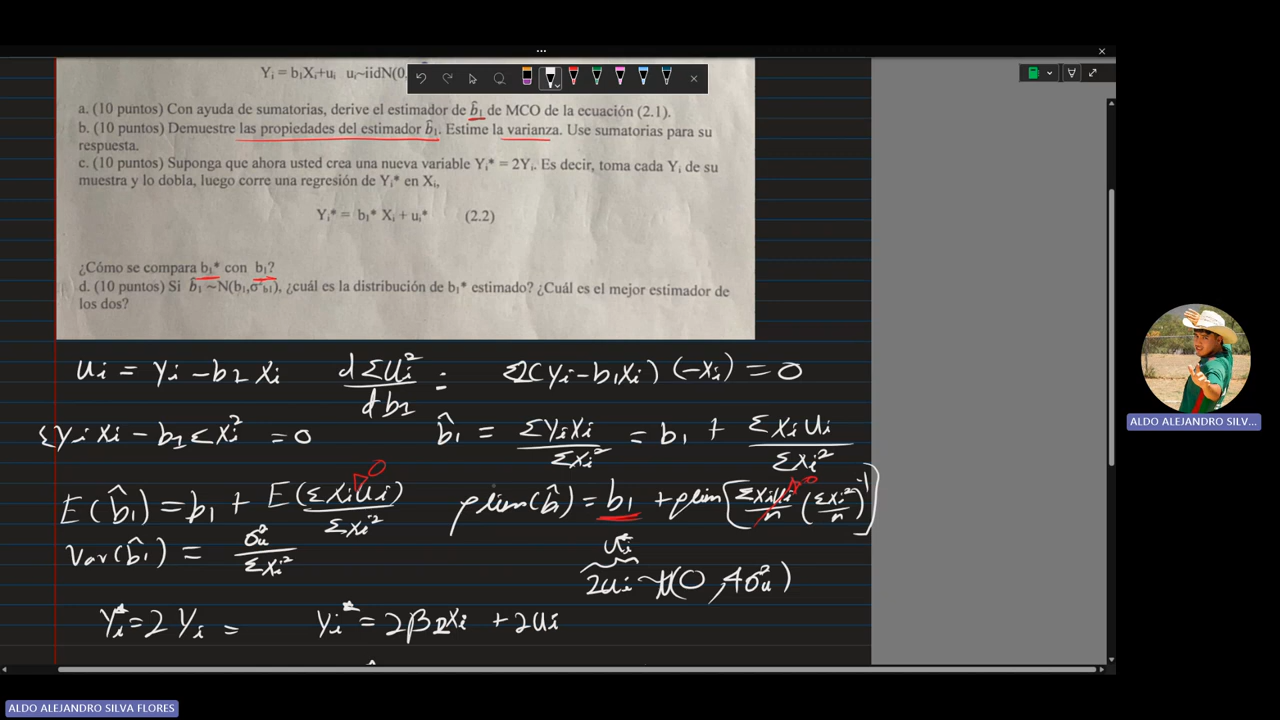 Yᵢ = b₁Xᵢ+uᵢ uᵢ~iidN(0,
a. (10 puntos) Con ayuda de sumatorias, derive el estimador de b̂₁ de MCO de la ecuación (2.1).
b. (10 puntos) Demuestre las propiedades del estimador b̂₁. Estime la varianza. Use sumatorias para su
respuesta.
c. (10 puntos) Suponga que ahora usted crea una nueva variable Yᵢ* = 2Yᵢ. Es decir, toma cada Yᵢ de su
muestra y lo dobla, luego corre una regresión de Yᵢ* en Xᵢ,
Yᵢ* = b₁* Xᵢ + uᵢ* (2.2)
¿Cómo se compara b₁* con b₁?
d. (10 puntos) Si b̂₁ ~N(b₁,σ²b₁), ¿cuál es la distribución de b₁* estimado? ¿Cuál es el mejor estimador de
los dos?
uᵢ = yᵢ − b₁ xᵢ dΣuᵢ²/db₁ = Σ2(yᵢ − b₁xᵢ)(−xᵢ) = 0
Σyᵢxᵢ − b₁Σxᵢ² = 0 b̂₁ = Σyᵢxᵢ/Σxᵢ² = b₁ + Σxᵢuᵢ/Σxᵢ²
E(b̂₁) = b₁ + E(Σxᵢuᵢ)/Σxᵢ² 0 plim(b̂₁) = b₁ + plim[Σxᵢuᵢ/n (Σxᵢ²/n)⁻¹] 0
Var(b̂₁) = σᵤ²/Σxᵢ² uᵢ*
2uᵢ ~N(0, 4σᵤ²)
Yᵢ* = 2Yᵢ = yᵢ* = 2β₁xᵢ + 2uᵢ
ALDO ALEJANDRO SILVA FLORES
ALDO ALEJANDRO SILV...